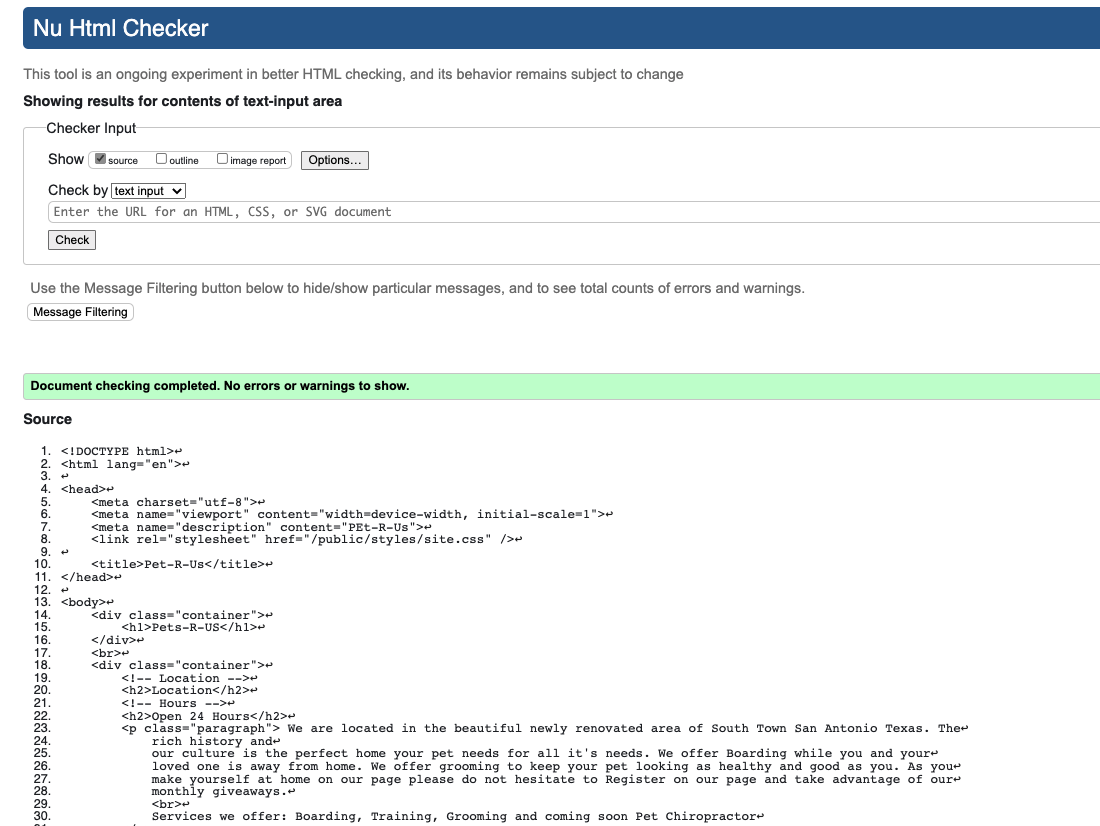 Nu Html Checker
This tool is an ongoing experiment in better HTML checking, and its behavior remains subject to change
Showing results for contents of text-input area
Checker Input
Show source outline image report Options...
Check by text input
Enter the URL for an HTML, CSS, or SVG document
Check
Use the Message Filtering button below to hide/show particular messages, and to see total counts of errors and warnings.
Message Filtering
Document checking completed. No errors or warnings to show.
Source
1. <!DOCTYPE html>↩
2. <html lang="en">↩
3. ↩
4. <head>↩
5.     <meta charset="utf-8">↩
6.     <meta name="viewport" content="width=device-width, initial-scale=1">↩
7.     <meta name="description" content="PEt-R-Us">↩
8.     <link rel="stylesheet" href="/public/styles/site.css" />↩
9. ↩
10.     <title>Pet-R-Us</title>↩
11. </head>↩
12. ↩
13. <body>↩
14.     <div class="container">↩
15.         <h1>Pets-R-US</h1>↩
16.     </div>↩
17.     <br>↩
18.     <div class="container">↩
19.         <!-- Location -->↩
20.         <h2>Location</h2>↩
21.         <!-- Hours -->↩
22.         <h2>Open 24 Hours</h2>↩
23.         <p class="paragraph"> We are located in the beautiful newly renovated area of South Town San Antonio Texas. The↩
24.             rich history and↩
25.             our culture is the perfect home your pet needs for all it's needs. We offer Boarding while you and your↩
26.             loved one is away from home. We offer grooming to keep your pet looking as healthy and good as you. As you↩
27.             make yourself at home on our page please do not hesitate to Register on our page and take advantage of our↩
28.             monthly giveaways.↩
29.             <br>↩
30.             Services we offer: Boarding, Training, Grooming and coming soon Pet Chiropractor↩